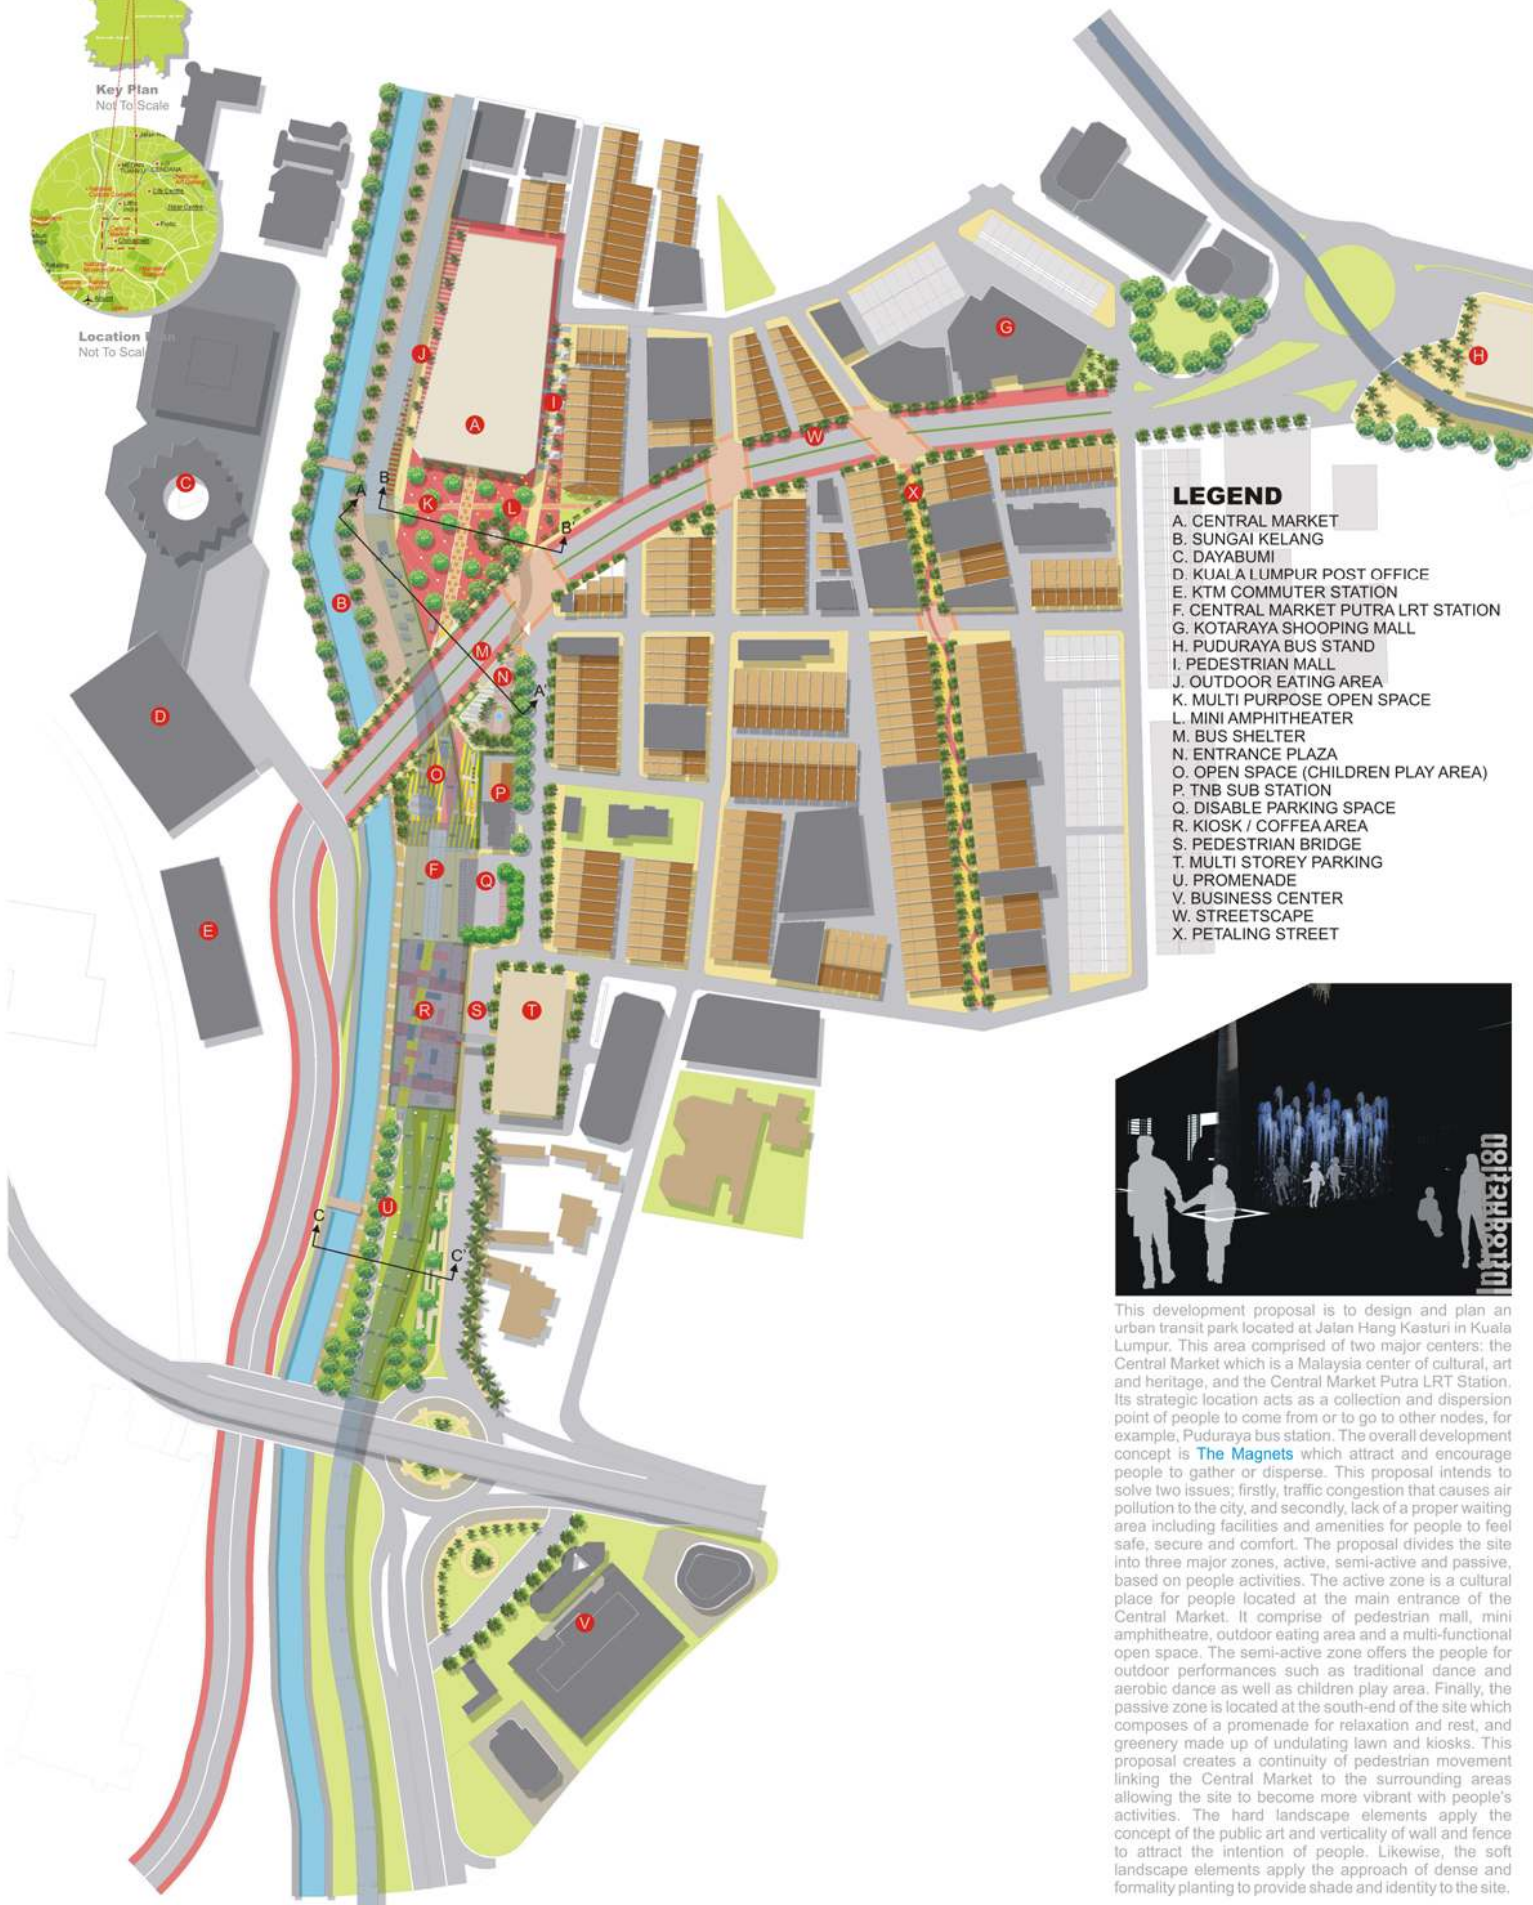 Key Plan
Not To Scale
Location Plan
Not To Scale
A
B
C
D
E
F
G
H
I
J
K
L
M
N
O
P
Q
R
S
T
U
V
W
X
A
A'
B
B'
C
C'
LEGEND
A. CENTRAL MARKET
B. SUNGAI KELANG
C. DAYABUMI
D. KUALA LUMPUR POST OFFICE
E. KTM COMMUTER STATION
F. CENTRAL MARKET PUTRA LRT STATION
G. KOTARAYA SHOOPING MALL
H. PUDURAYA BUS STAND
I. PEDESTRIAN MALL
J. OUTDOOR EATING AREA
K. MULTI PURPOSE OPEN SPACE
L. MINI AMPHITHEATER
M. BUS SHELTER
N. ENTRANCE PLAZA
O. OPEN SPACE (CHILDREN PLAY AREA)
P. TNB SUB STATION
Q. DISABLE PARKING SPACE
R. KIOSK / COFFEA AREA
S. PEDESTRIAN BRIDGE
T. MULTI STOREY PARKING
U. PROMENADE
V. BUSINESS CENTER
W. STREETSCAPE
X. PETALING STREET
This development proposal is to design and plan an
urban transit park located at Jalan Hang Kasturi in Kuala
Lumpur. This area comprised of two major centers: the
Central Market which is a Malaysia center of cultural, art
and heritage, and the Central Market Putra LRT Station.
Its strategic location acts as a collection and dispersion
point of people to come from or to go to other nodes, for
example, Puduraya bus station. The overall development
concept is The Magnets which attract and encourage
people to gather or disperse. This proposal intends to
solve two issues; firstly, traffic congestion that causes air
pollution to the city, and secondly, lack of a proper waiting
area including facilities and amenities for people to feel
safe, secure and comfort. The proposal divides the site
into three major zones, active, semi-active and passive,
based on people activities. The active zone is a cultural
place for people located at the main entrance of the
Central Market. It comprise of pedestrian mall, mini
amphitheatre, outdoor eating area and a multi-functional
open space. The semi-active zone offers the people for
outdoor performances such as traditional dance and
aerobic dance as well as children play area. Finally, the
passive zone is located at the south-end of the site which
composes of a promenade for relaxation and rest, and
greenery made up of undulating lawn and kiosks. This
proposal creates a continuity of pedestrian movement
linking the Central Market to the surrounding areas
allowing the site to become more vibrant with people's
activities. The hard landscape elements apply the
concept of the public art and verticality of wall and fence
to attract the intention of people. Likewise, the soft
landscape elements apply the approach of dense and
formality planting to provide shade and identity to the site.